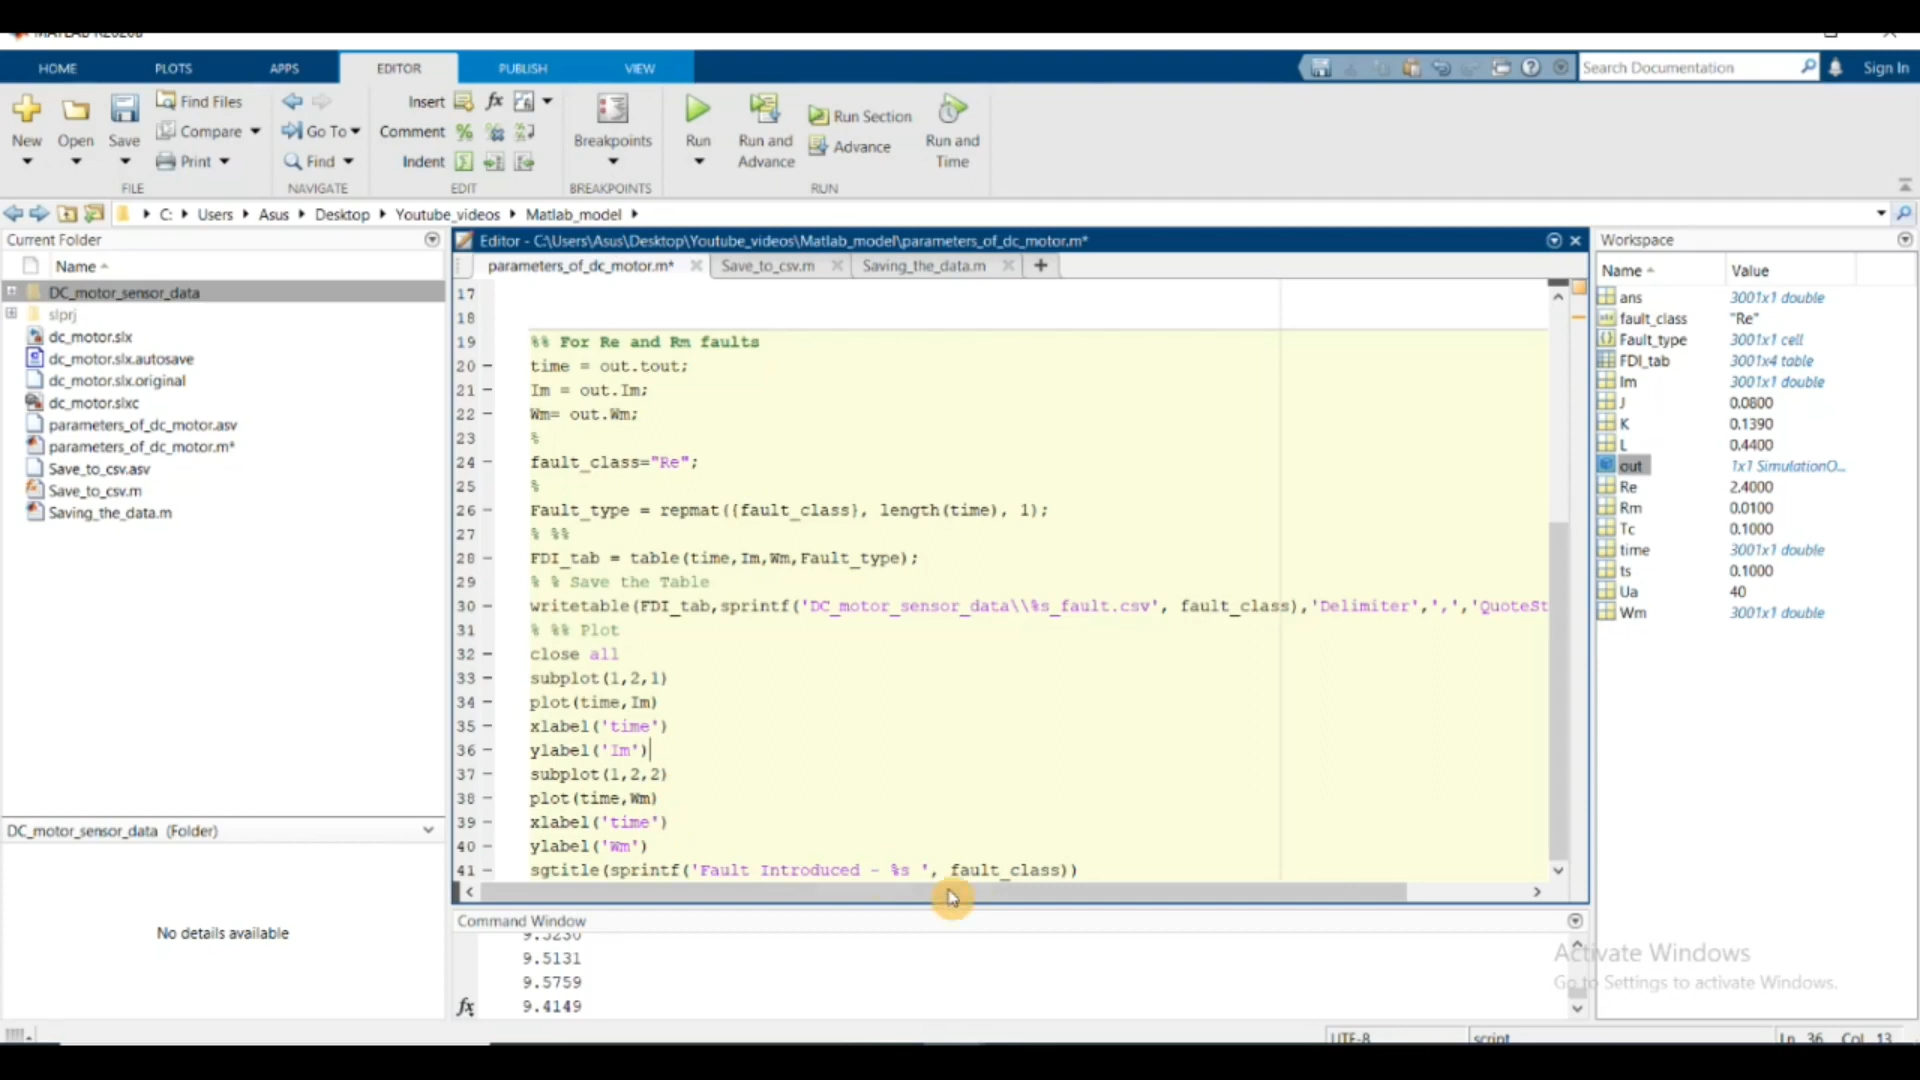 HOME PLOTS APPS EDITOR PUBLISH VIEW Search Documentation Sign In
New Open Save Find Files Compare Print
FILE
Go To Find
NAVIGATE
Insert fx
Comment
Indent
EDIT
Breakpoints
BREAKPOINTS
Run Run and Advance Run Section Advance Run and Time
RUN
C: Users Asus Desktop Youtube_videos Matlab_model
Current Folder
Name
DC_motor_sensor_data
slprj
dc_motor.slx
dc_motor.slx.autosave
dc_motor.slx.original
dc_motor.slxc
parameters_of_dc_motor.asv
parameters_of_dc_motor.m*
Save_to_csv.asv
Save_to_csv.m
Saving_the_data.m
DC_motor_sensor_data (Folder)
No details available
Editor - C:\Users\Asus\Desktop\Youtube_videos\Matlab_model\parameters_of_dc_motor.m*
parameters_of_dc_motor.m* Save_to_csv.m Saving_the_data.m
17
18
19 %% For Re and Rm faults
20 - time = out.tout;
21 - Im = out.Im;
22 - Wm= out.Wm;
23 %
24 - fault_class="Re";
25 %
26 - Fault_type = repmat({fault_class}, length(time), 1);
27 % %%
28 - FDI_tab = table(time,Im,Wm,Fault_type);
29 % % Save the Table
30 - writetable(FDI_tab,sprintf('DC_motor_sensor_data\\%s_fault.csv', fault_class),'Delimiter',',','QuoteSt
31 % %% Plot
32 - close all
33 - subplot(1,2,1)
34 - plot(time,Im)
35 - xlabel('time')
36 - ylabel('Im')
37 - subplot(1,2,2)
38 - plot(time,Wm)
39 - xlabel('time')
40 - ylabel('Wm')
41 - sgtitle(sprintf('Fault Introduced - %s ', fault_class))
Command Window
9.5131
9.5759
fx 9.4149
Workspace
Name Value
ans 3001x1 double
fault_class "Re"
Fault_type 3001x1 cell
FDI_tab 3001x4 table
Im 3001x1 double
J 0.0800
K 0.1390
L 0.4400
out 1x1 SimulationO...
Re 2.4000
Rm 0.0100
Tc 0.1000
time 3001x1 double
ts 0.1000
Ua 40
Wm 3001x1 double
Activate Windows
Go to Settings to activate Windows.
UTF-8 script Ln 36 Col 13